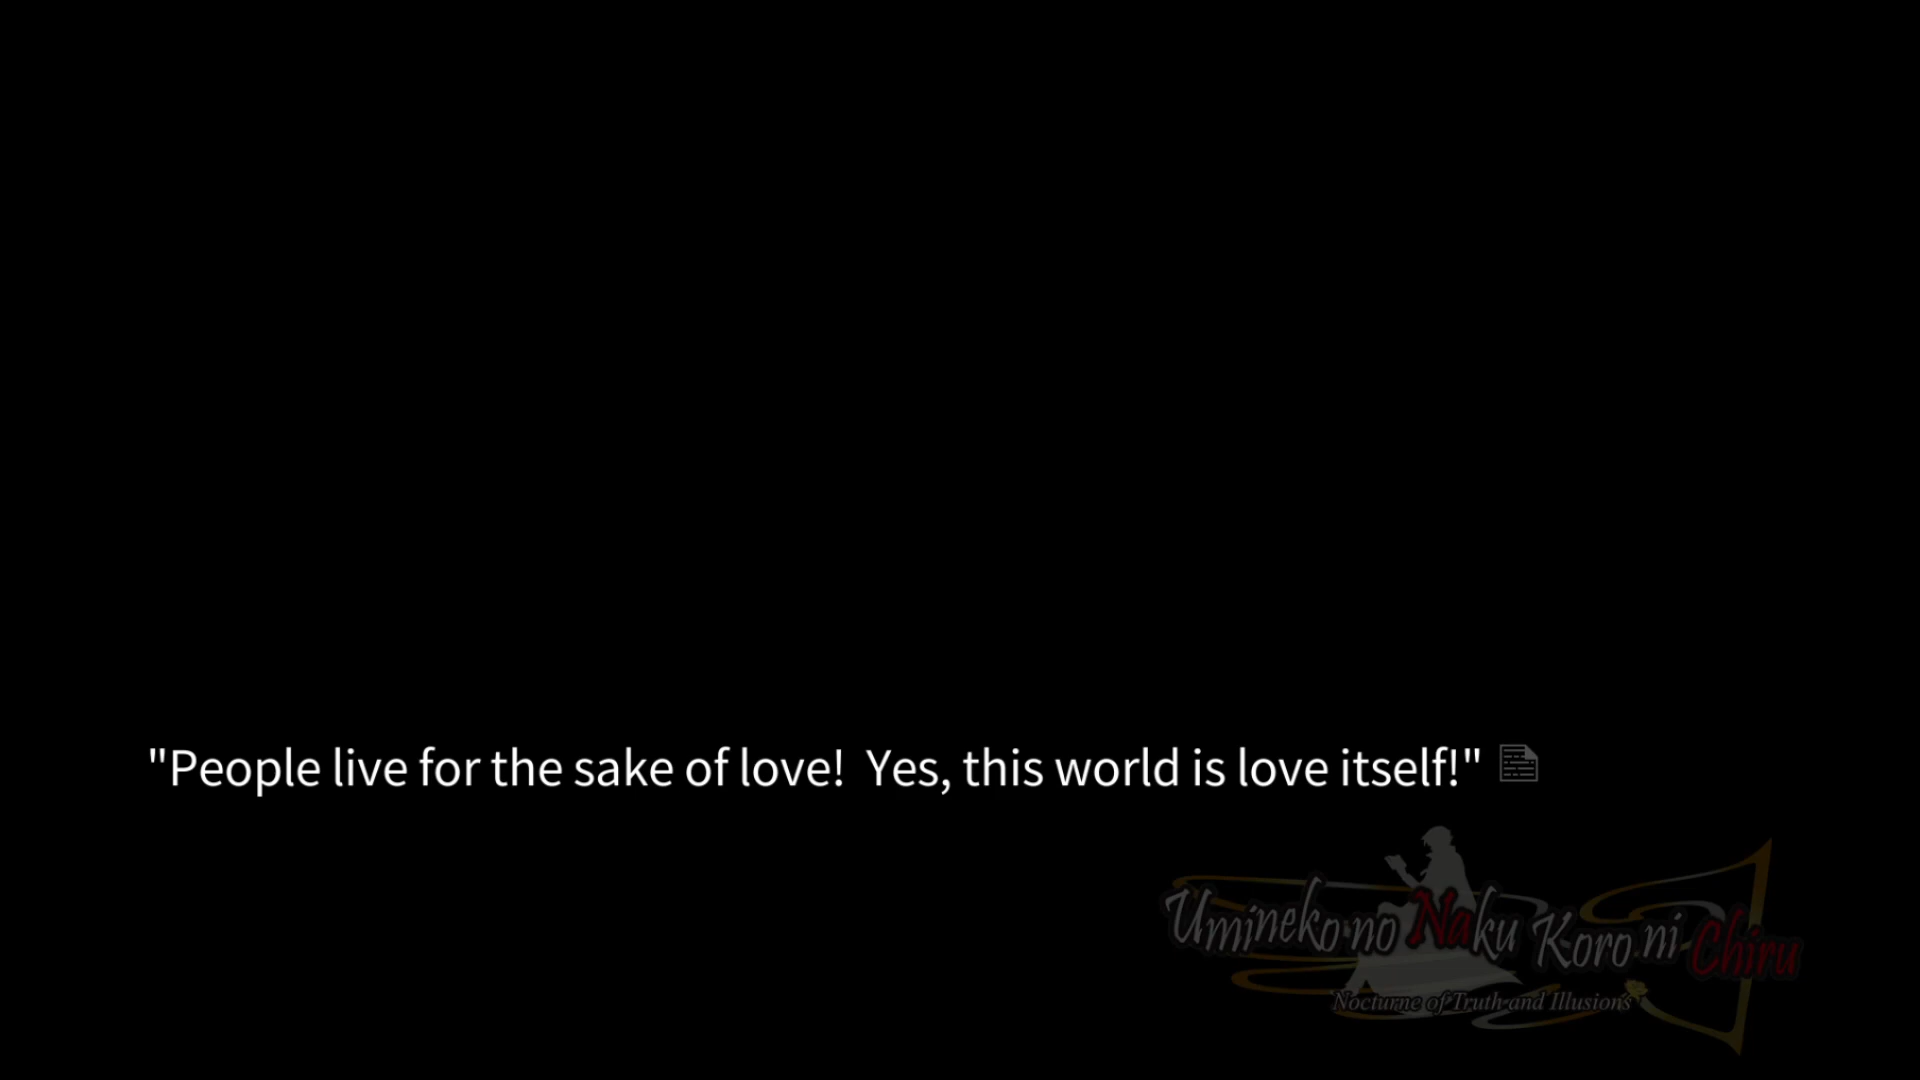 "People live for the sake of love!  Yes, this world is love itself!"
Umineko no Naku Koro ni Chiru
Nocturne of Truth and Illusions